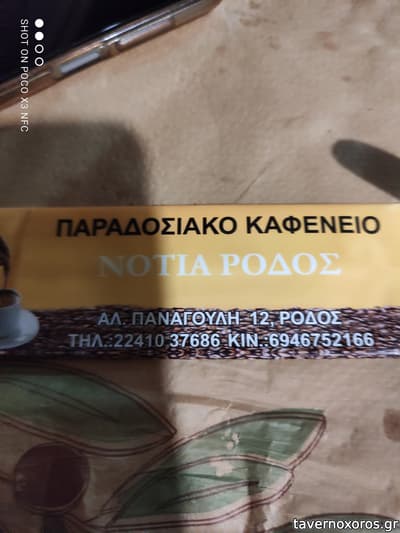 SHOT ON POCO X3 NFC
ΠΑΡΑΔΟΣΙΑΚΟ ΚΑΦΕΝΕΙΟ
ΝΟΤΙΑ ΡΟΔΟΣ
ΑΛ. ΠΑΝΑΓΟΥΛΗ 12, ΡΟΔΟΣ
ΤΗΛ.:22410 37686 ΚΙΝ.:6946752166
tavernoxoros.gr